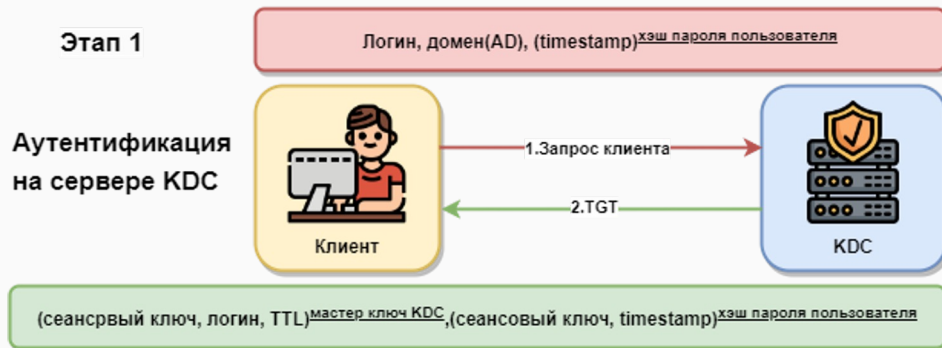 Этап 1
Логин, домен(AD), (timestamp)хэш пароля пользователя
Аутентификация
на сервере KDC
1.Запрос клиента
2.TGT
Клиент
KDC
(сеансрвый ключ, логин, TTL)мастер ключ KDC,(сеансовый ключ, timestamp)хэш пароля пользователя